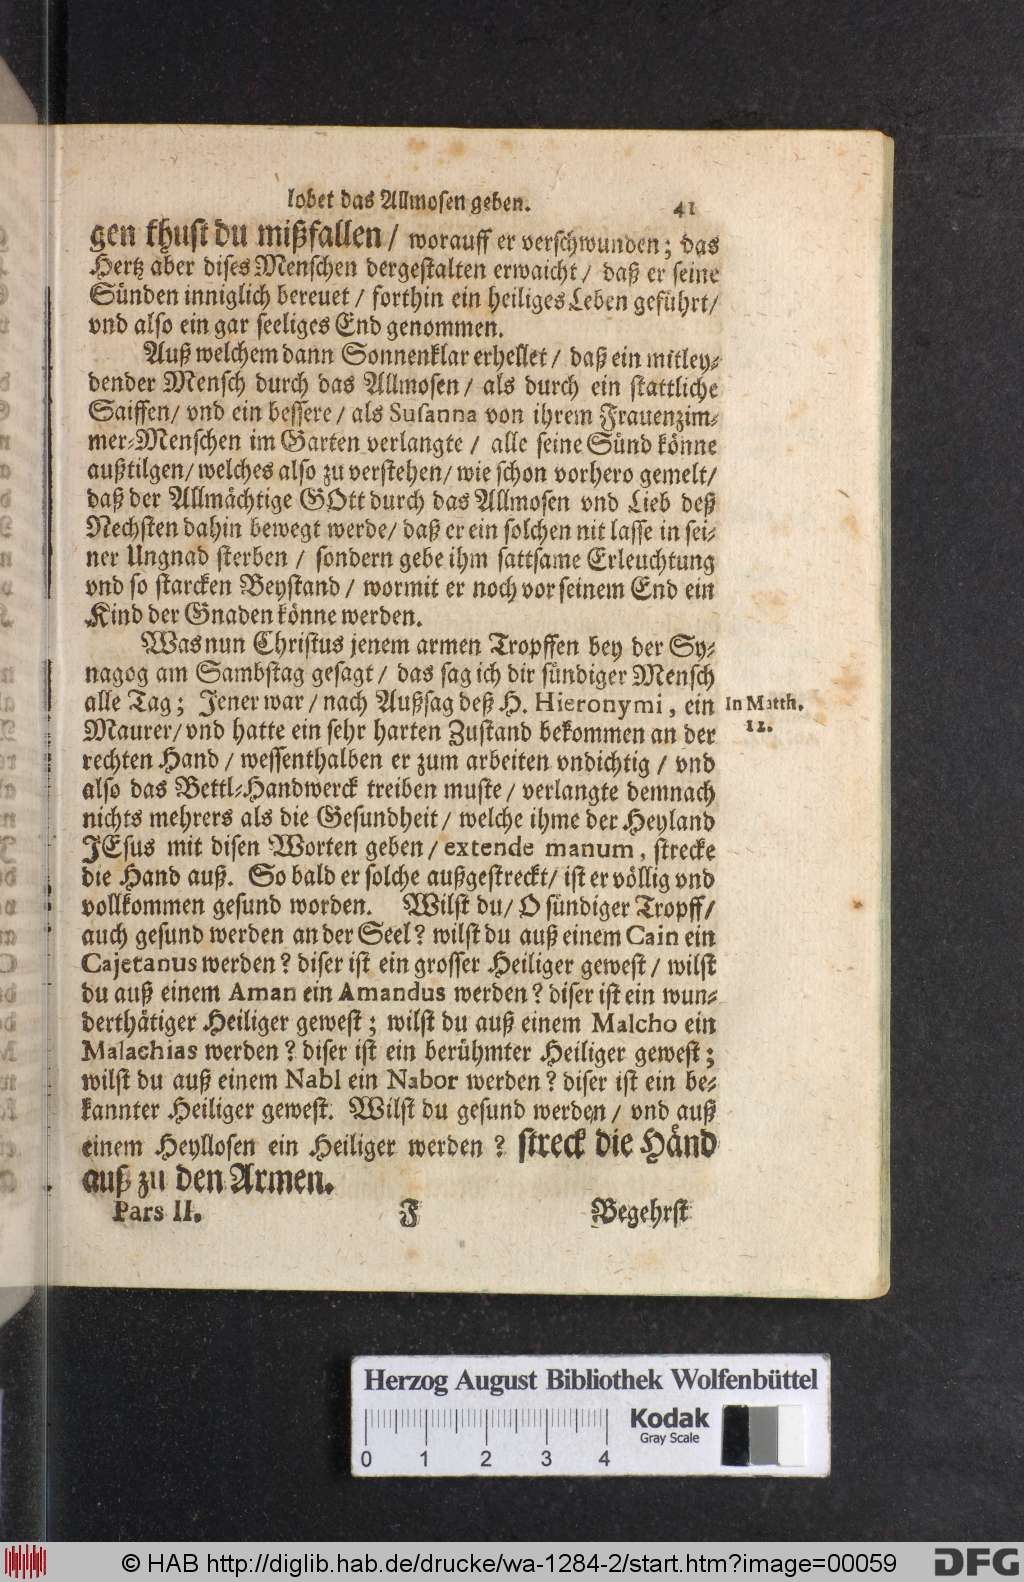 lobet das Allmosen geben. 41
gen thust du mißfallen / worauff er verschwunden; das
Hertz aber dises Menschen dergestalten erwaicht / daß er seine
Sünden inniglich bereuet / forthin ein heiliges Leben geführt /
vnd also ein gar seeliges End genommen.
Auß welchem dann Sonnenklar erhellet / daß ein mitley-
dender Mensch durch das Allmosen / als durch ein stattliche
Saiffen / vnd ein bessere / als Susanna von ihrem Frauenzim-
mer-Menschen im Garten verlangte / alle seine Sünd könne
außtilgen / welches also zu verstehen / wie schon vorhero gemelt /
daß der Allmächtige GOtt durch das Allmosen vnd Lieb deß
Nechsten dahin bewegt werde / daß er ein solchen nit lasse in sei-
ner Ungnad sterben / sondern gebe ihm sattsame Erleuchtung
vnd so starcken Beystand / wormit er noch vor seinem End ein
Kind der Gnaden könne werden.
Was nun Christus jenem armen Tropffen bey der Sy-
nagog am Sambstag gesagt / das sag ich dir sündiger Mensch
alle Tag; Jener war / nach Außsag deß H. Hieronymi, ein
In Matth.
12.
Maurer / vnd hatte ein sehr harten Zustand bekommen an der
rechten Hand / wessenthalben er zum arbeiten vndichtig / vnd
also das Bettl-Handwerck treiben muste / verlangte demnach
nichts mehrers als die Gesundheit / welche ihme der Heyland
JEsus mit disen Worten geben / extende manum, strecke
die Hand auß. So bald er solche außgestreckt / ist er völlig vnd
vollkommen gesund worden. Wilst du / O sündiger Tropff /
auch gesund werden an der Seel? wilst du auß einem Cain ein
Cajetanus werden? diser ist ein grosser Heiliger gewest / wilst
du auß einem Aman ein Amandus werden? diser ist ein wun-
derthätiger Heiliger gewest; wilst du auß einem Malcho ein
Malachias werden? diser ist ein berühmter Heiliger gewest;
wilst du auß einem Nabl ein Nabor werden? diser ist ein be-
kannter Heiliger gewest. Wilst du gesund werden / vnd auß
einem Heyllosen ein Heiliger werden? streck die Händ
auß zu den Armen.
Pars II. F Begehrst
Herzog August Bibliothek Wolfenbüttel
Kodak
Gray Scale
0 1 2 3 4
© HAB http://diglib.hab.de/drucke/wa-1284-2/start.htm?image=00059
DFG